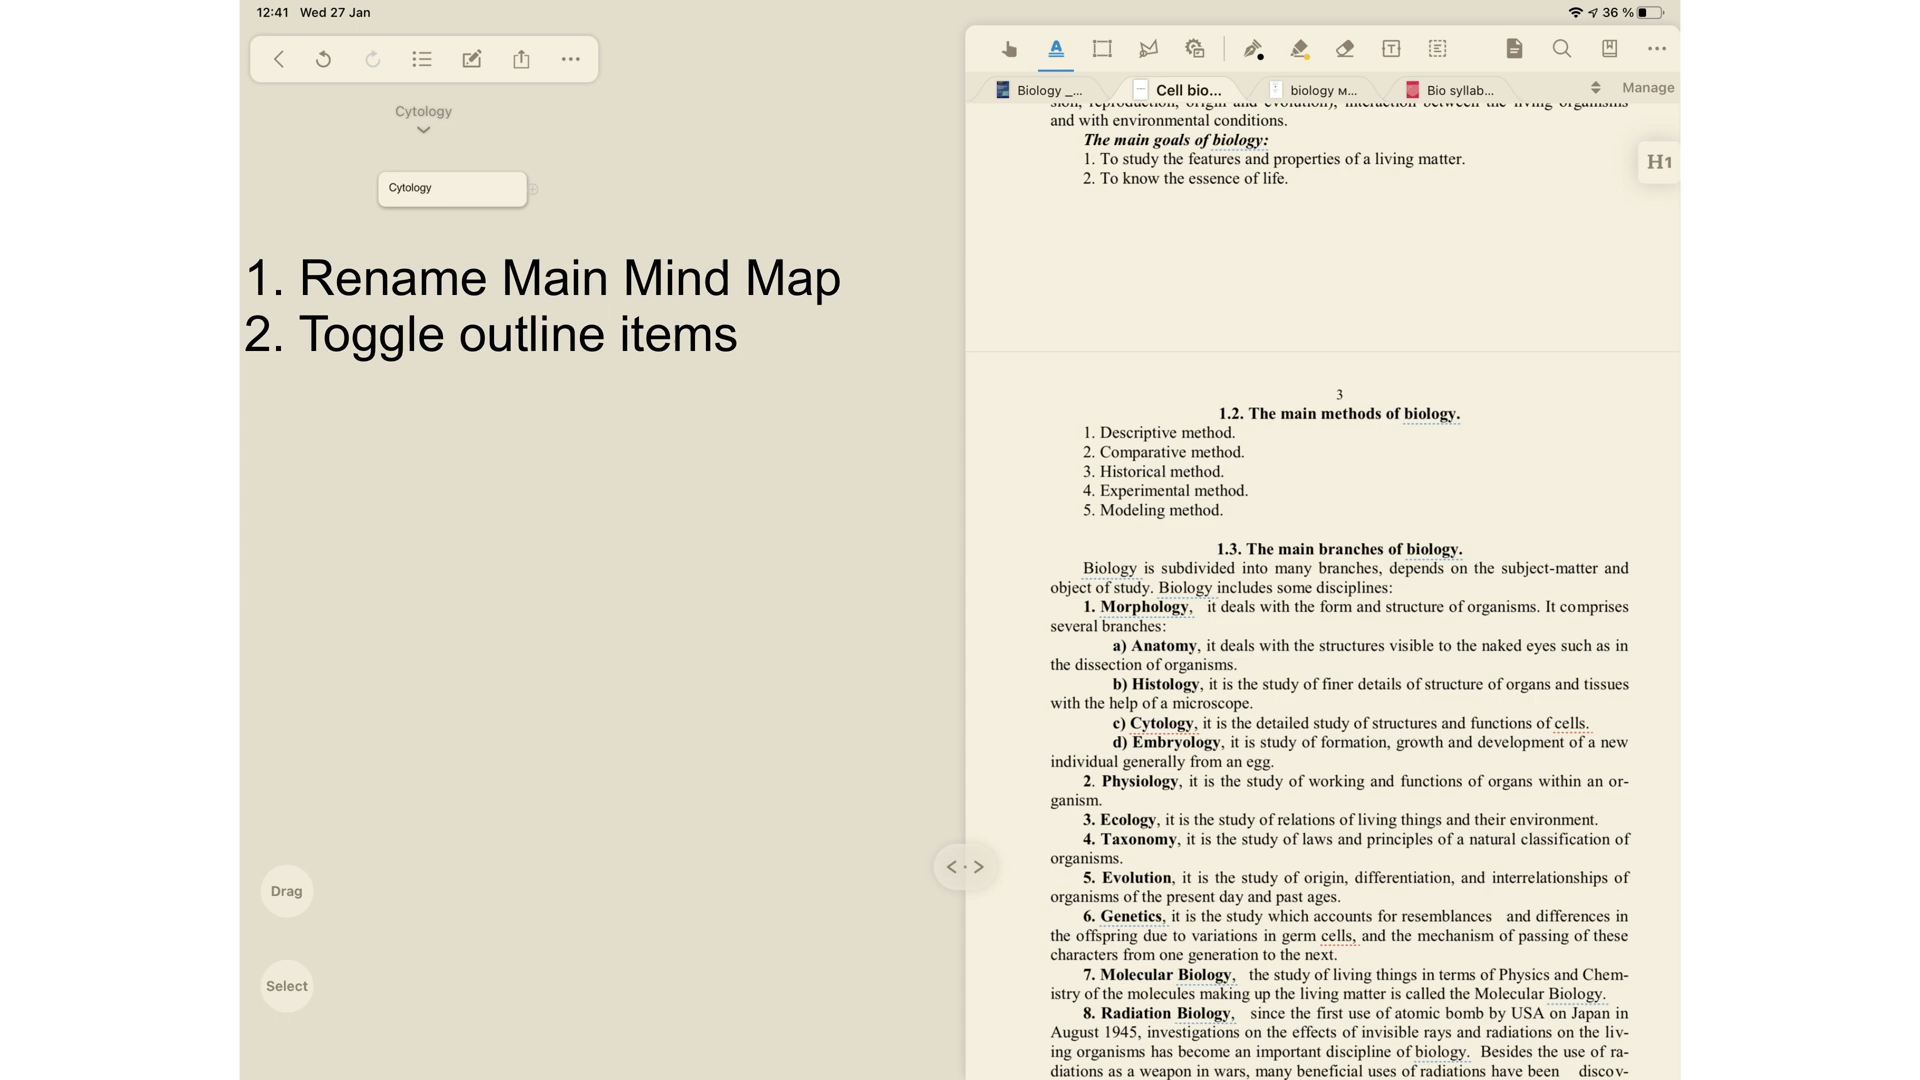 12:41 Wed 27 Jan
36 %
Cytology
Cytology
1. Rename Main Mind Map
2. Toggle outline items
Drag
Select
Biology _...
Cell bio...
biology м...
Bio syllab...
Manage
H1
sion, reproduction, origin and evolution), interaction between the living organisms
and with environmental conditions.
The main goals of biology:
1. To study the features and properties of a living matter.
2. To know the essence of life.
3
1.2. The main methods of biology.
1. Descriptive method.
2. Comparative method.
3. Historical method.
4. Experimental method.
5. Modeling method.
1.3. The main branches of biology.
Biology is subdivided into many branches, depends on the subject-matter and
object of study. Biology includes some disciplines:
1. Morphology, it deals with the form and structure of organisms. It comprises
several branches:
a) Anatomy, it deals with the structures visible to the naked eyes such as in
the dissection of organisms.
b) Histology, it is the study of finer details of structure of organs and tissues
with the help of a microscope.
c) Cytology, it is the detailed study of structures and functions of cells.
d) Embryology, it is study of formation, growth and development of a new
individual generally from an egg.
2. Physiology, it is the study of working and functions of organs within an or-
ganism.
3. Ecology, it is the study of relations of living things and their environment.
4. Taxonomy, it is the study of laws and principles of a natural classification of
organisms.
5. Evolution, it is the study of origin, differentiation, and interrelationships of
organisms of the present day and past ages.
6. Genetics, it is the study which accounts for resemblances and differences in
the offspring due to variations in germ cells, and the mechanism of passing of these
characters from one generation to the next.
7. Molecular Biology, the study of living things in terms of Physics and Chem-
istry of the molecules making up the living matter is called the Molecular Biology.
8. Radiation Biology, since the first use of atomic bomb by USA on Japan in
August 1945, investigations on the effects of invisible rays and radiations on the liv-
ing organisms has become an important discipline of biology. Besides the use of ra-
diations as a weapon in wars, many beneficial uses of radiations have been discov-